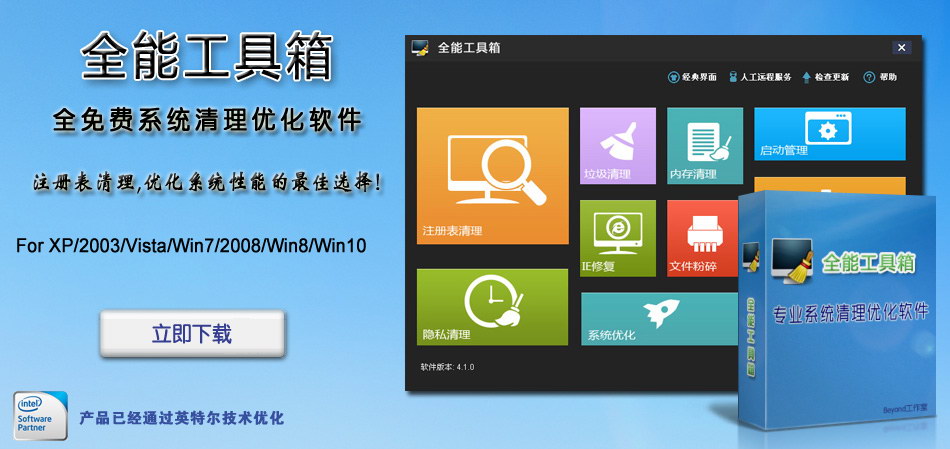 全能工具箱
全免费系统清理优化软件
注册表清理,优化系统性能的最佳选择!
For XP/2003/Vista/Win7/2008/Win8/Win10
立即下载
intel
Software
Partner
产品已经通过英特尔技术优化
全能工具箱
经典界面 人工远程服务 检查更新 帮助
注册表清理
垃圾清理
内存清理
启动管理
IE修复
文件粉碎
隐私清理
系统优化
软件版本: 4.1.0
全能工具箱
专业系统清理优化软件
全能工具箱
Beyond工作室